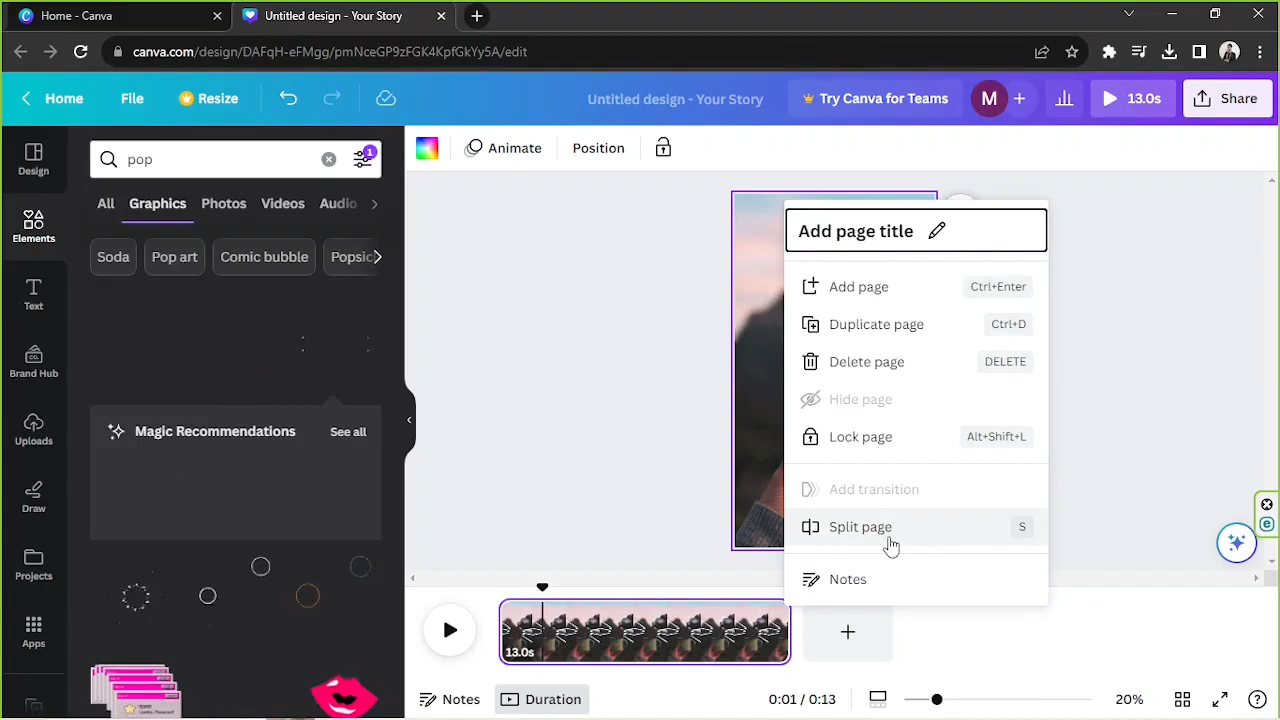 Home - Canva
Untitled design - Your Story
canva.com/design/DAFqH-eFMgg/pmNceGP9zFGK4KpfGkYy5A/edit
Home
File
Resize
Untitled design - Your Story
Try Canva for Teams
M
13.0s
Share
Design
Elements
Text
Brand Hub
Uploads
Draw
Projects
Apps
pop
1
All
Graphics
Photos
Videos
Audio
Soda
Pop art
Comic bubble
Popsic
Magic Recommendations
See all
Animate
Position
Add page title
Add page
Ctrl+Enter
Duplicate page
Ctrl+D
Delete page
DELETE
Hide page
Lock page
Alt+Shift+L
Add transition
Split page
S
Notes
13.0s
Notes
Duration
0:01 / 0:13
20%